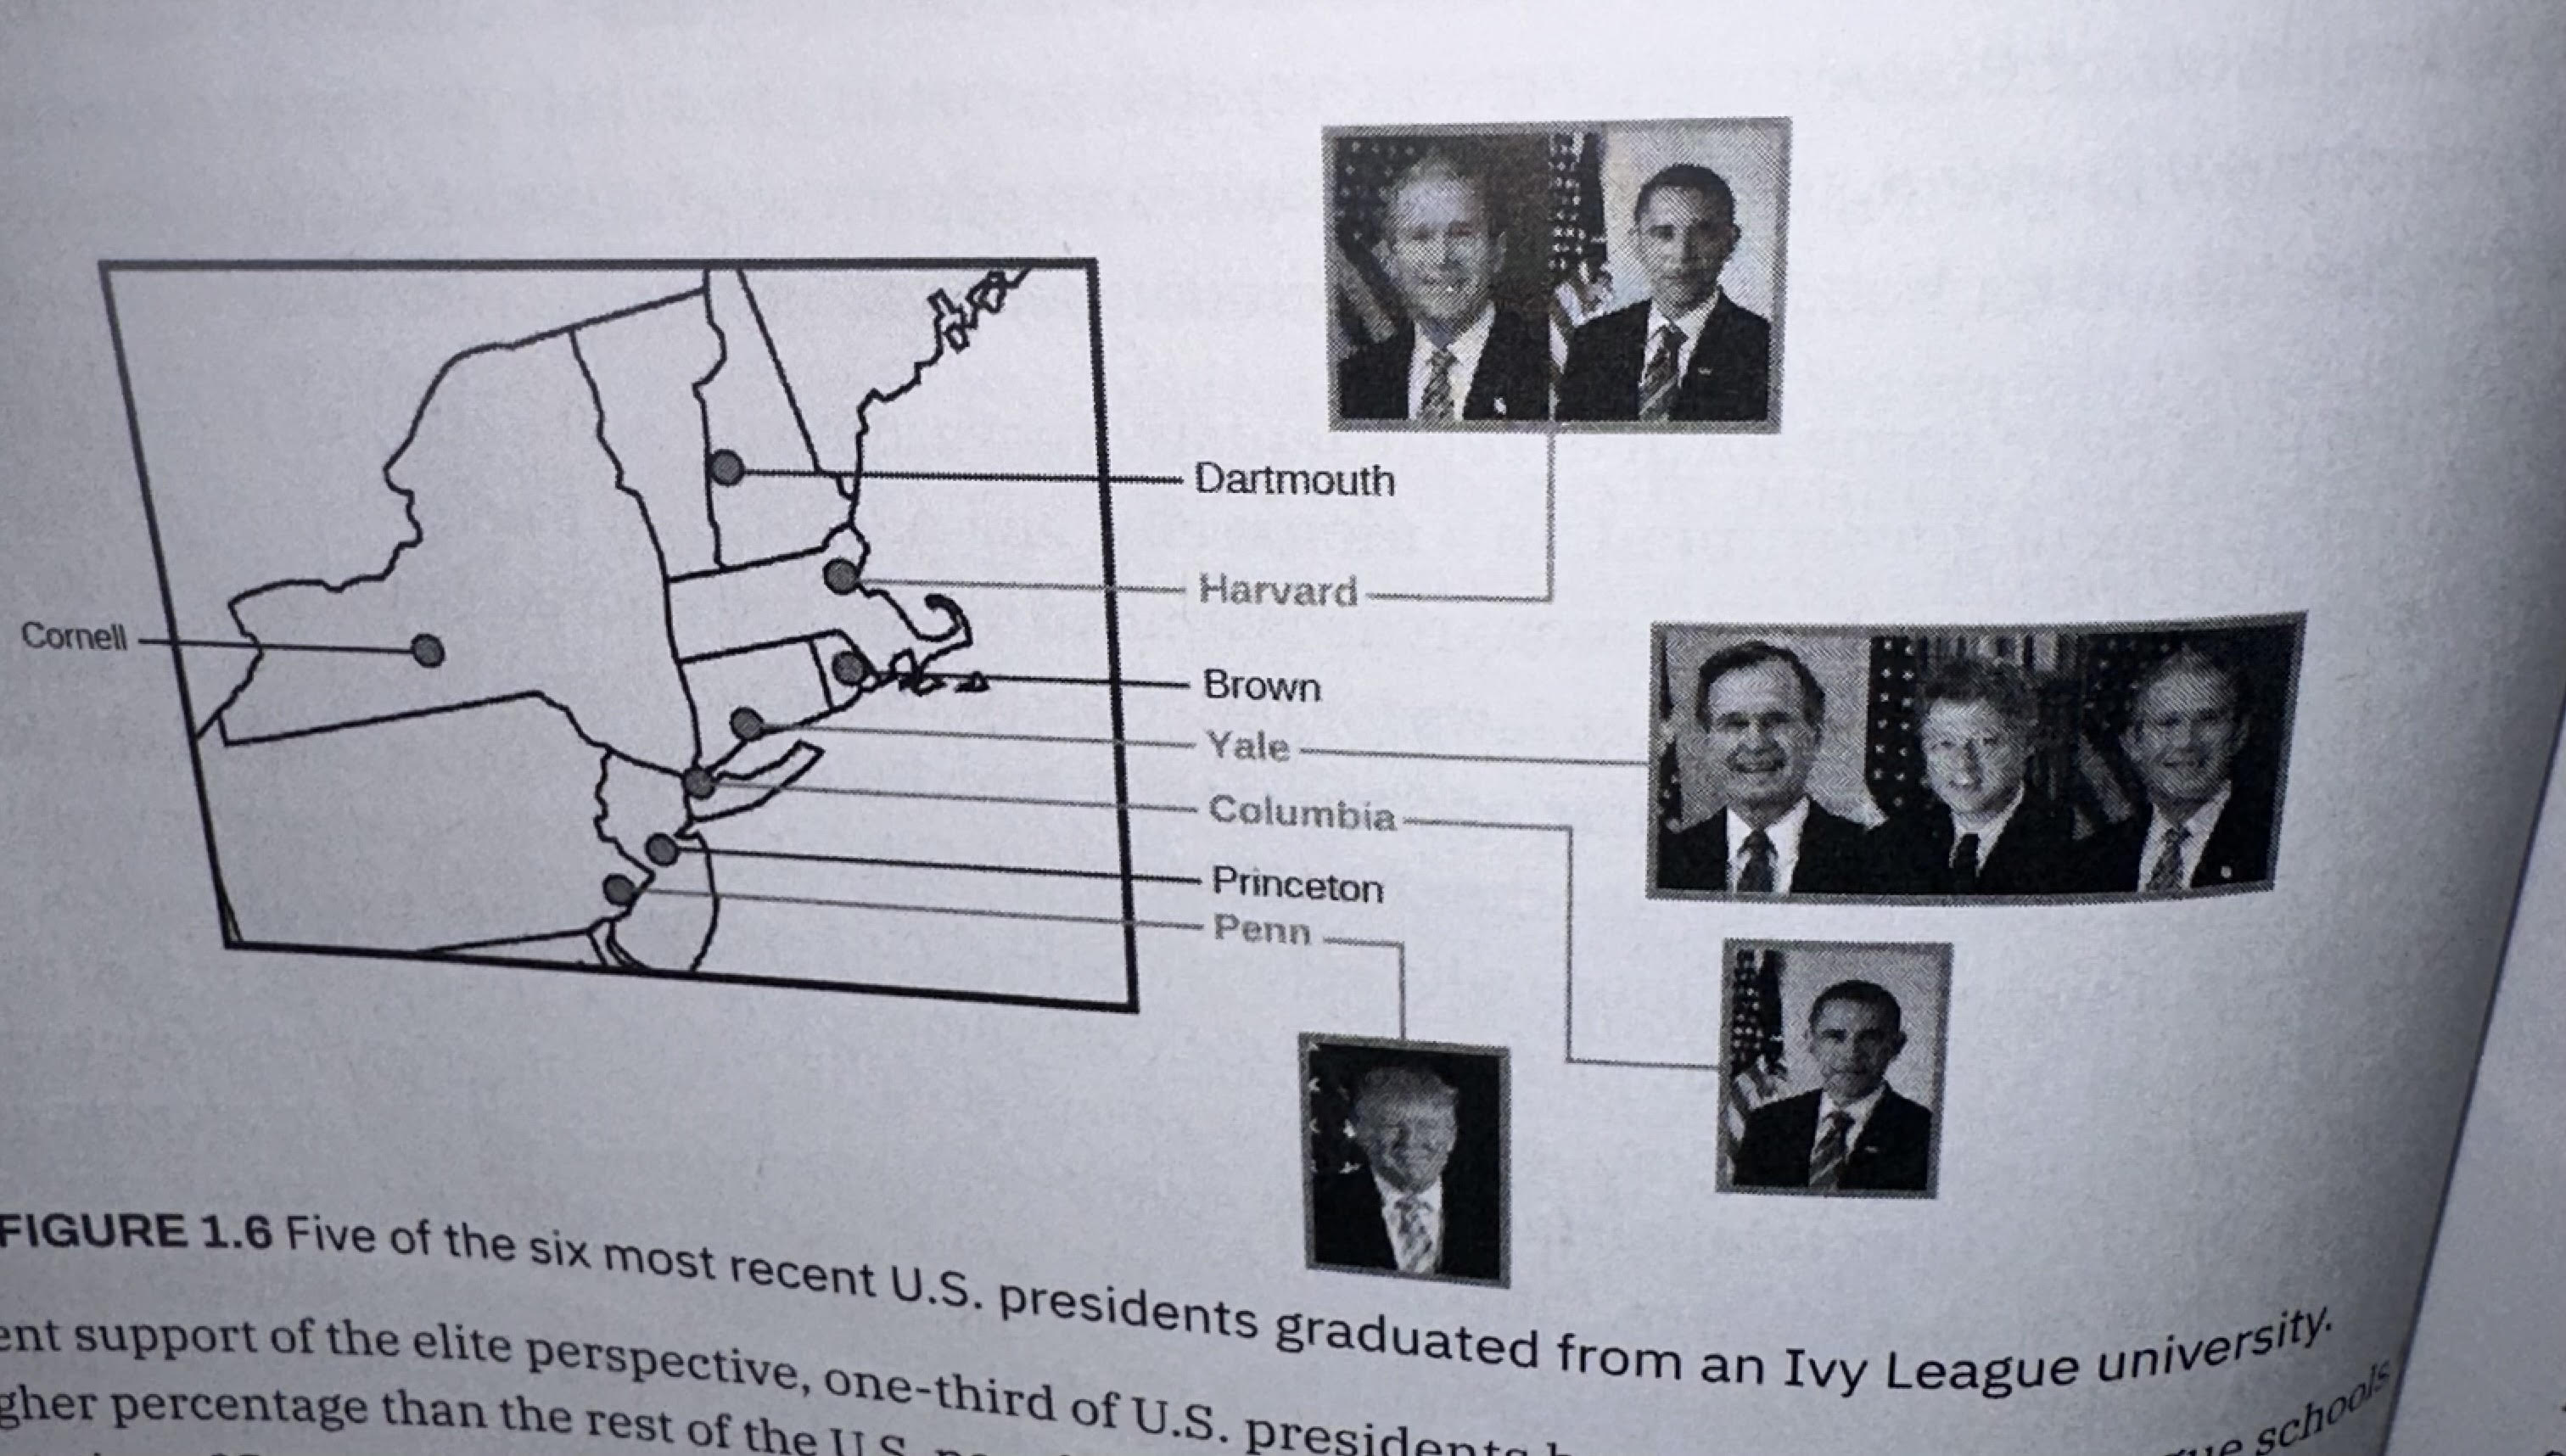 Dartmouth
Harvard
Cornell
Brown
Yale
Columbia
Princeton
Penn
FIGURE 1.6 Five of the six most recent U.S. presidents graduated from an Ivy League university.
ent support of the elite perspective, one-third of U.S. presidents
gher percentage than the rest of the U.S.
schools